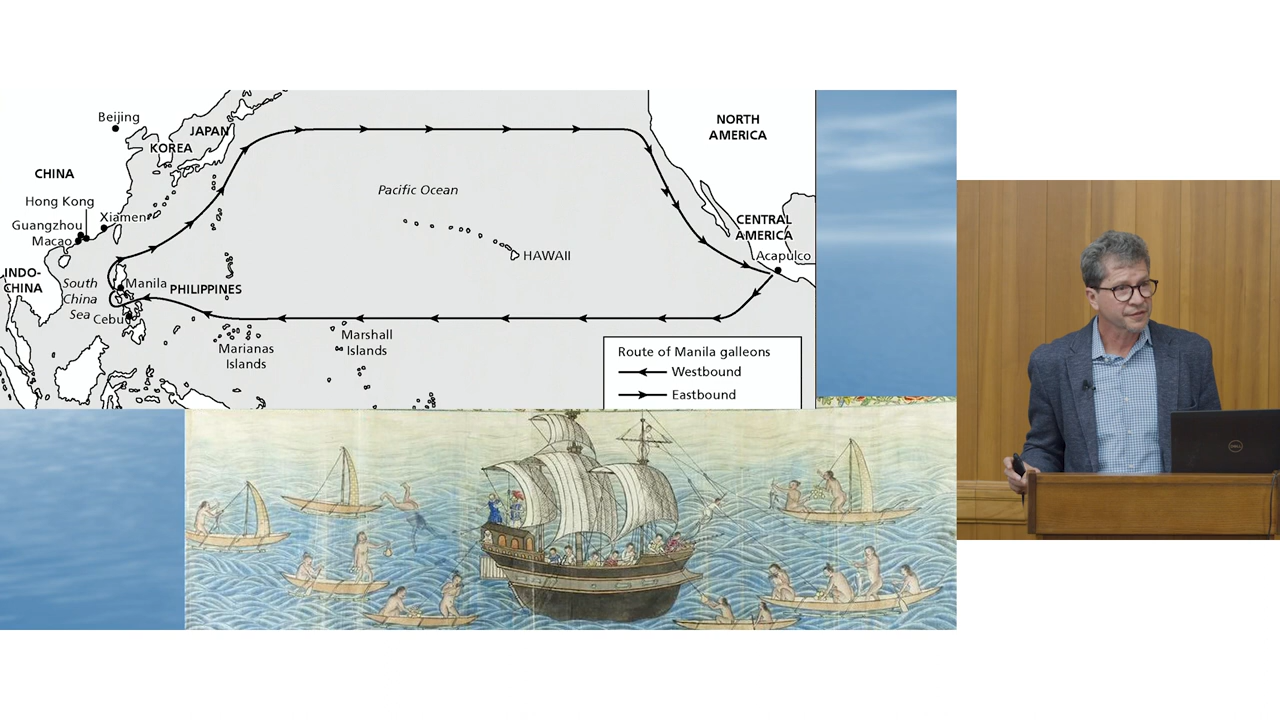 Beijing
JAPAN
KOREA
CHINA
Hong Kong
Xiamen
Guangzhou
Macao
INDO-
CHINA
South
China
Sea
Manila
PHILIPPINES
Cebu
Marianas
Islands
Marshall
Islands
Pacific Ocean
HAWAII
NORTH
AMERICA
CENTRAL
AMERICA
Acapulco
Route of Manila galleons
Westbound
Eastbound
DELL